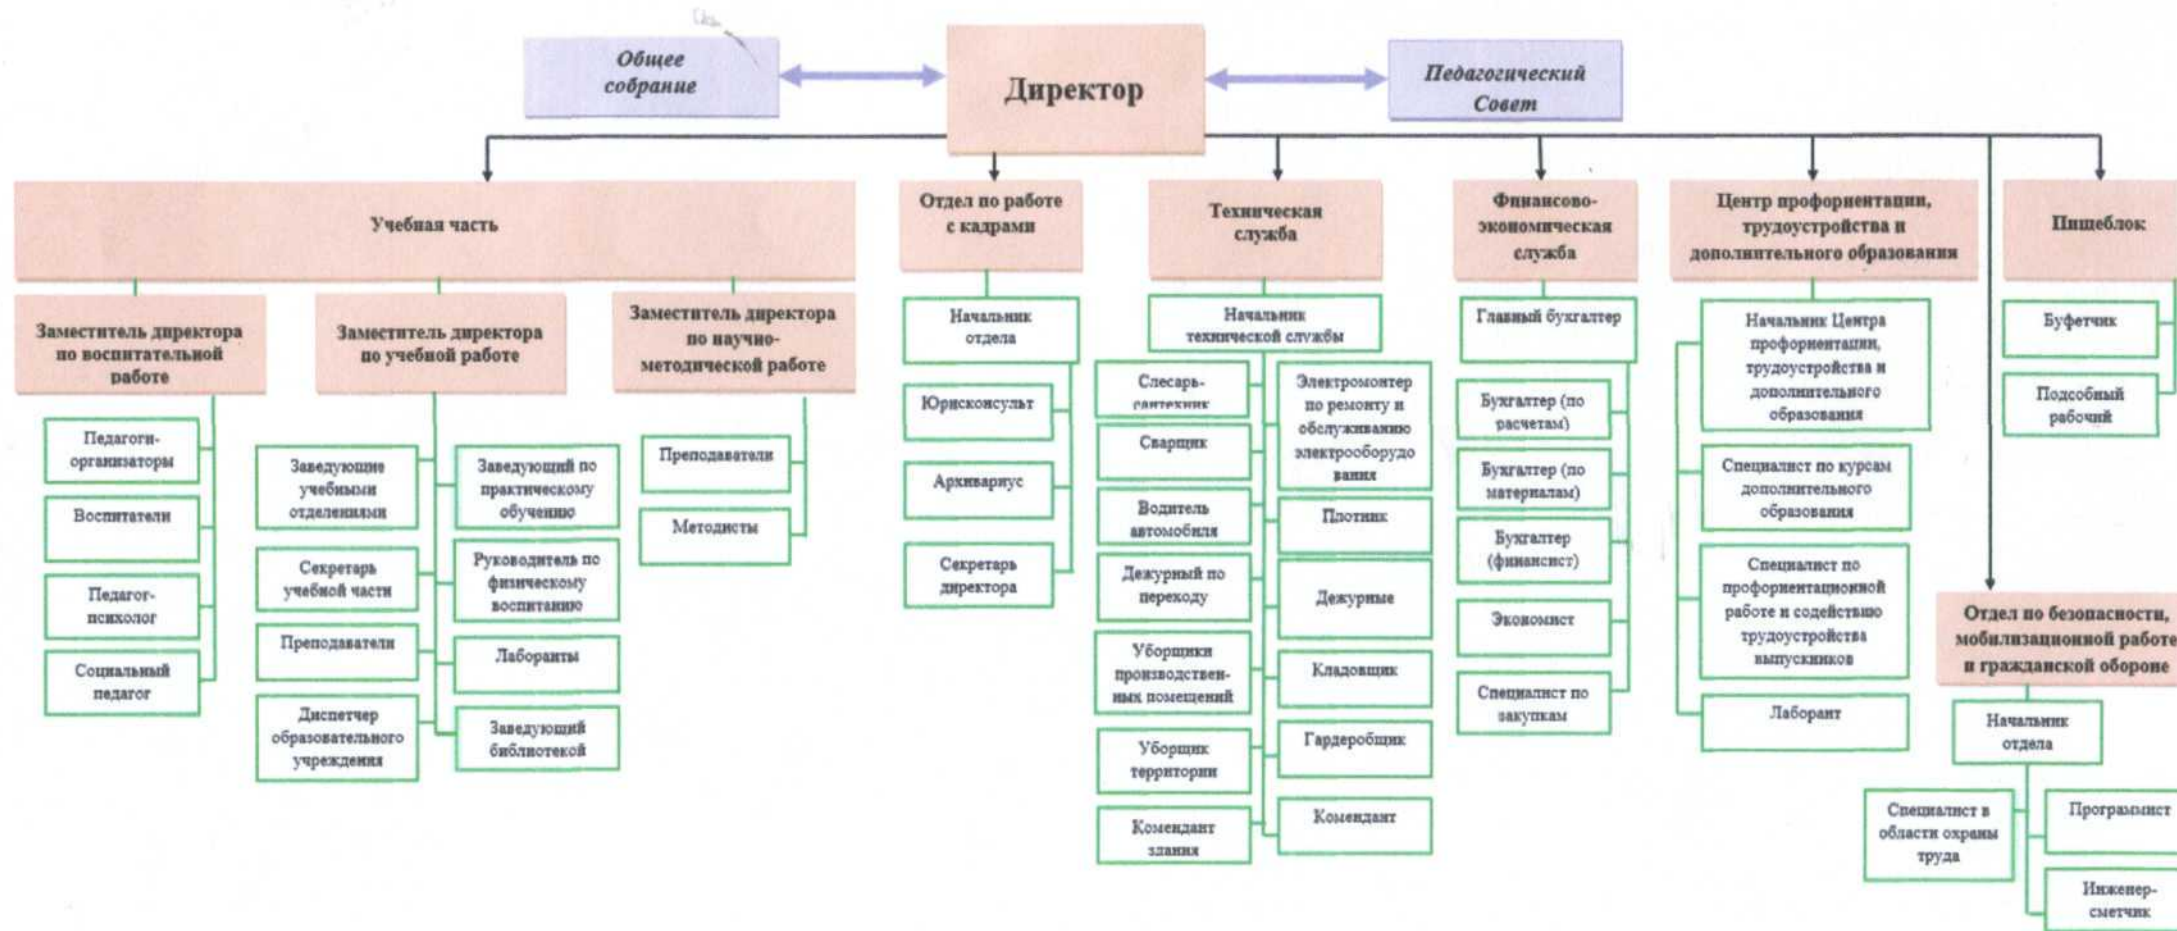 Общее
собрание
Директор
Педагогический
Совет
Учебная часть
Отдел по работе
с кадрами
Техническая
служба
Финансово-
экономическая
служба
Центр профориентации,
трудоустройства и
дополнительного образования
Пищеблок
Заместитель директора
по воспитательной
работе
Педагоги-
организаторы
Воспитатели
Педагог-
психолог
Социальный
педагог
Заместитель директора
по учебной работе
Заведующие
учебными
отделениями
Секретарь
учебной части
Преподаватели
Диспетчер
образовательного
учреждения
Заведующий по
практическому
обучению
Руководитель по
физическому
воспитанию
Лаборанты
Заведующий
библиотекой
Заместитель директора
по научно-
методической работе
Преподаватели
Методисты
Начальник
отдела
Юрисконсульт
Архивариус
Секретарь
директора
Начальник
технической службы
Слесарь-
сантехник
Сварщик
Водитель
автомобиля
Дежурный по
переходу
Уборщики
производствен-
ных помещений
Уборщик
территории
Комендант
здания
Электромонтер
по ремонту и
обслуживанию
электрооборудо
вания
Плотник
Дежурные
Кладовщик
Гардеробщик
Комендант
Главный бухгалтер
Бухгалтер (по
расчетам)
Бухгалтер (по
материалам)
Бухгалтер
(финансист)
Экономист
Специалист по
закупкам
Начальник Центра
профориентации,
трудоустройства и
дополнительного
образования
Специалист по курсам
дополнительного
образования
Специалист по
профориентационной
работе и содействию
трудоустройства
выпускников
Лаборант
Буфетчик
Подсобный
рабочий
Отдел по безопасности,
мобилизационной работе
и гражданской обороне
Начальник
отдела
Специалист в
области охраны
труда
Программист
Инженер-
сметчик